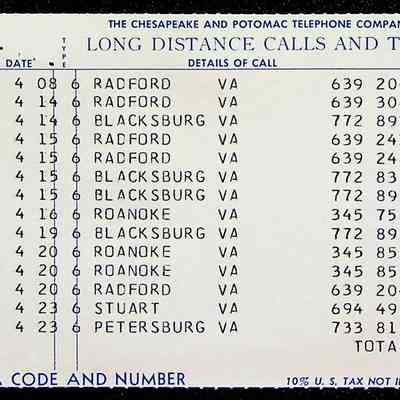 THE CHESAPEAKE AND POTOMAC TELEPHONE COMPAN
LONG DISTANCE CALLS AND T
TYPE
DATE DETAILS OF CALL
4 08 6 RADFORD VA 639 20
4 14 6 RADFORD VA 639 30
4 14 6 BLACKSBURG VA 772 89
4 15 6 RADFORD VA 639 24
4 15 6 RADFORD VA 639 24
4 15 6 BLACKSBURG VA 772 83
4 15 6 BLACKSBURG VA 772 89
4 16 6 ROANOKE VA 345 75
4 19 6 BLACKSBURG VA 772 89
4 20 6 ROANOKE VA 345 81
4 20 6 ROANOKE VA 345 81
4 20 6 RADFORD VA 639 20
4 23 6 STUART VA 694 49
4 23 6 PETERSBURG VA 733 81
TOTA
A CODE AND NUMBER 10% U.S. TAX NOT I